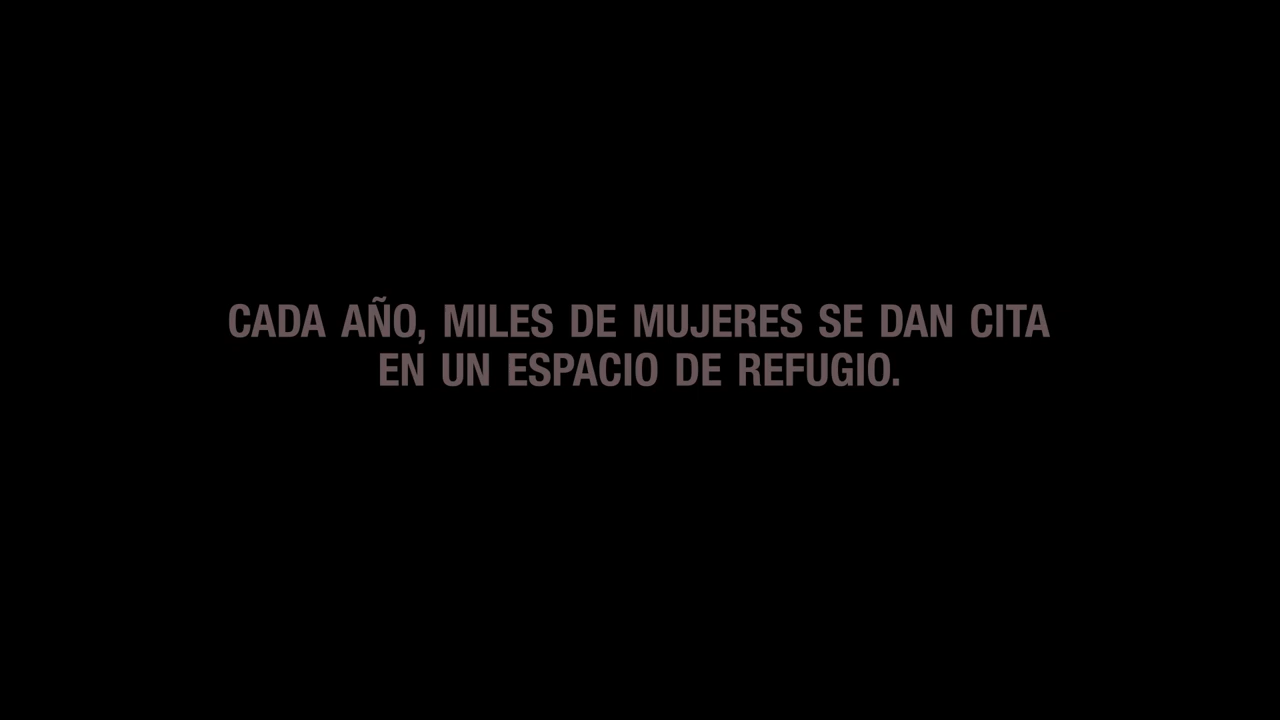 CADA AÑO, MILES DE MUJERES SE DAN CITA
EN UN ESPACIO DE REFUGIO.